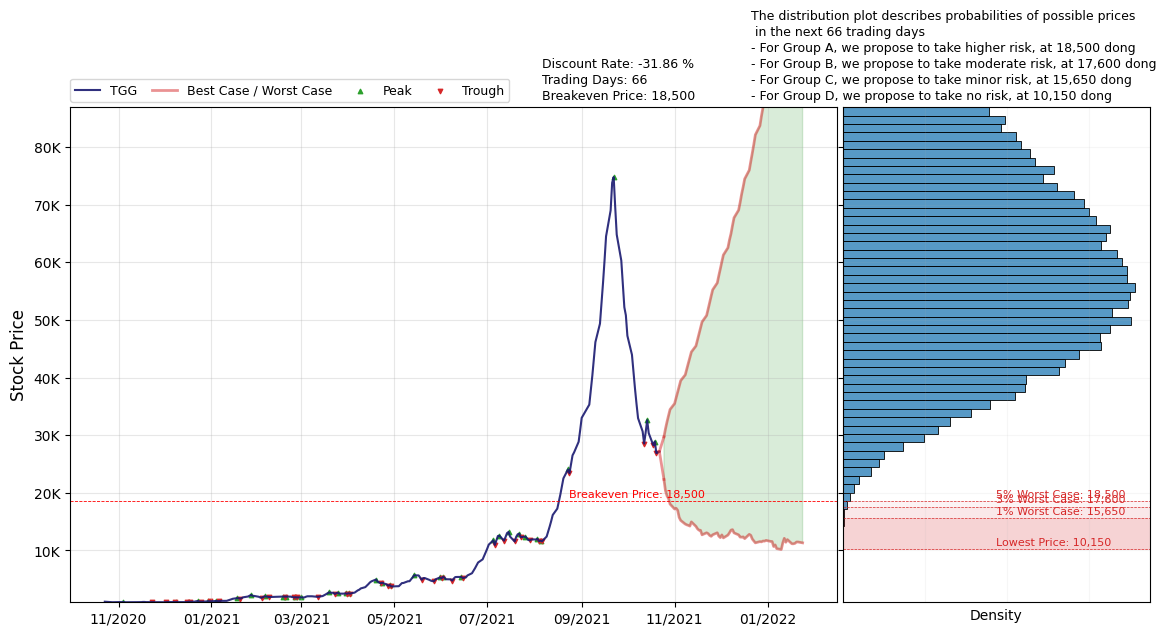 The distribution plot describes probabilities of possible prices
in the next 66 trading days
- For Group A, we propose to take higher risk, at 18,500 dong
- For Group B, we propose to take moderate risk, at 17,600 dong
- For Group C, we propose to take minor risk, at 15,650 dong
- For Group D, we propose to take no risk, at 10,150 dong
Discount Rate: -31.86 %
Trading Days: 66
Breakeven Price: 18,500
TGG
Best Case / Worst Case
Peak
Trough
Stock Price
80K
70K
60K
50K
40K
30K
20K
10K
Breakeven Price: 18,500
5% Worst Case: 18,500
3% Worst Case: 17,600
1% Worst Case: 15,650
Lowest Price: 10,150
11/2020
01/2021
03/2021
05/2021
07/2021
09/2021
11/2021
01/2022
Density